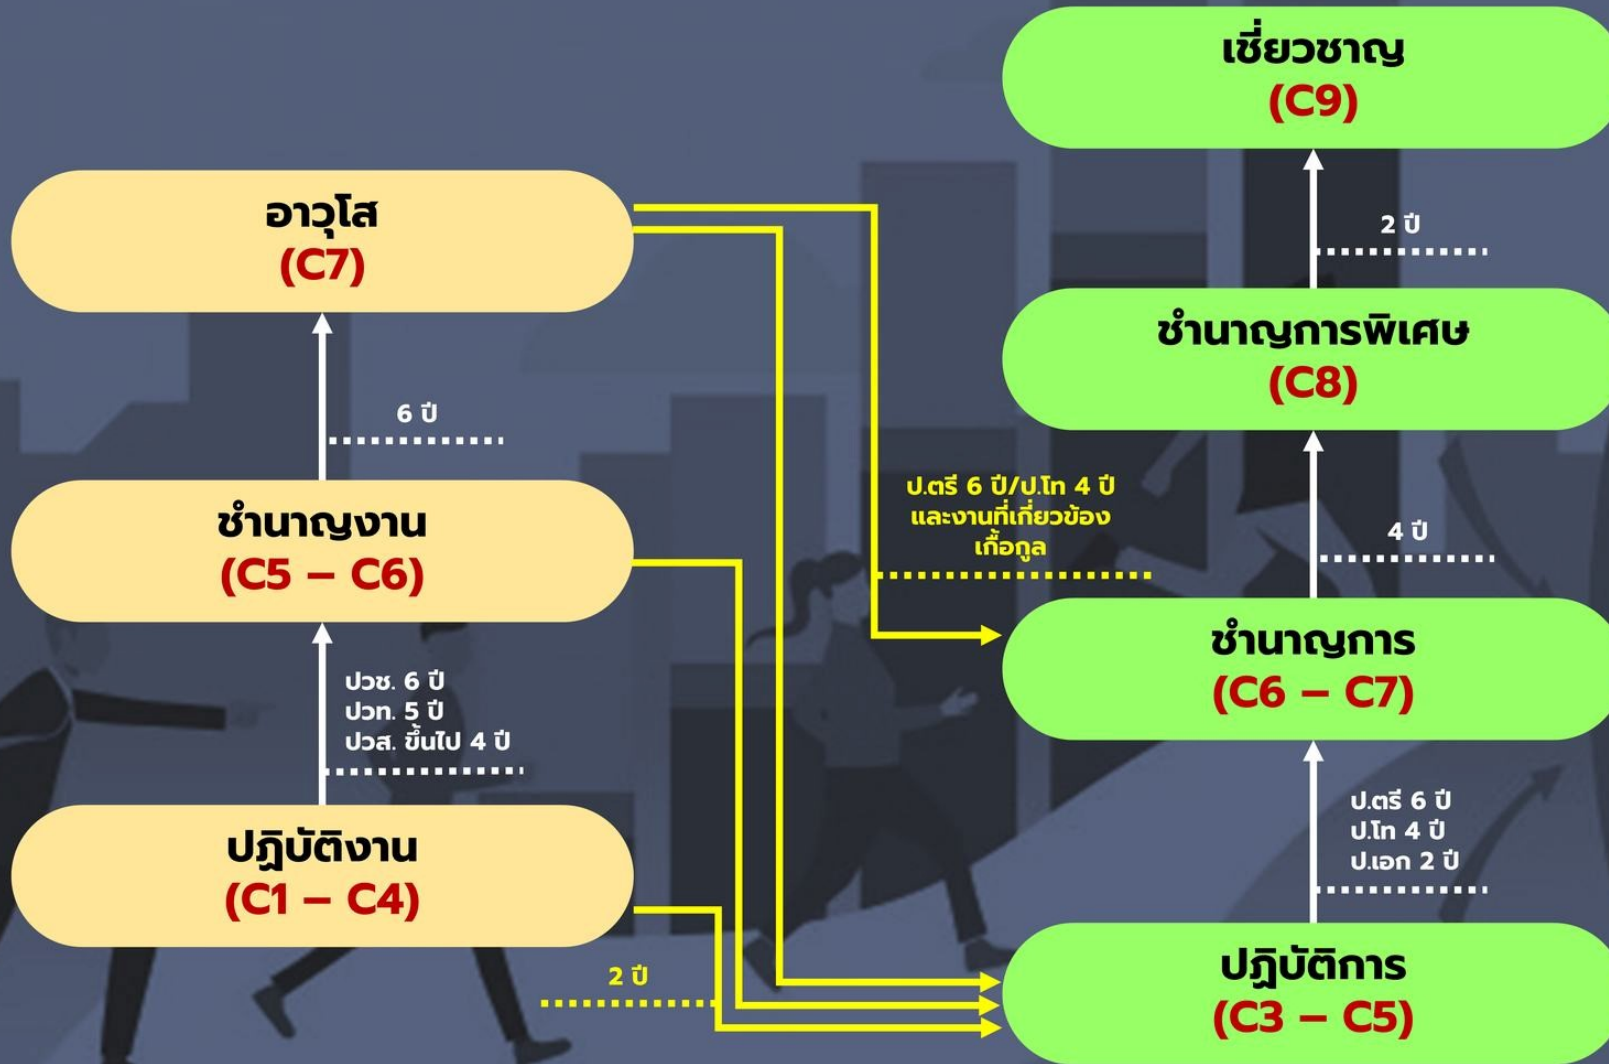 เชี่ยวชาญ
(C9)
2 ปี
อาวุโส
(C7)
ชำนาญการพิเศษ
(C8)
6 ปี
4 ปี
ป.ตรี 6 ปี/ป.โท 4 ปี
และงานที่เกี่ยวข้อง
เกื้อกูล
ชำนาญงาน
(C5 – C6)
ชำนาญการ
(C6 – C7)
ปวช. 6 ปี
ปวท. 5 ปี
ปวส. ขึ้นไป 4 ปี
ป.ตรี 6 ปี
ป.โท 4 ปี
ป.เอก 2 ปี
ปฏิบัติงาน
(C1 – C4)
2 ปี
ปฏิบัติการ
(C3 – C5)